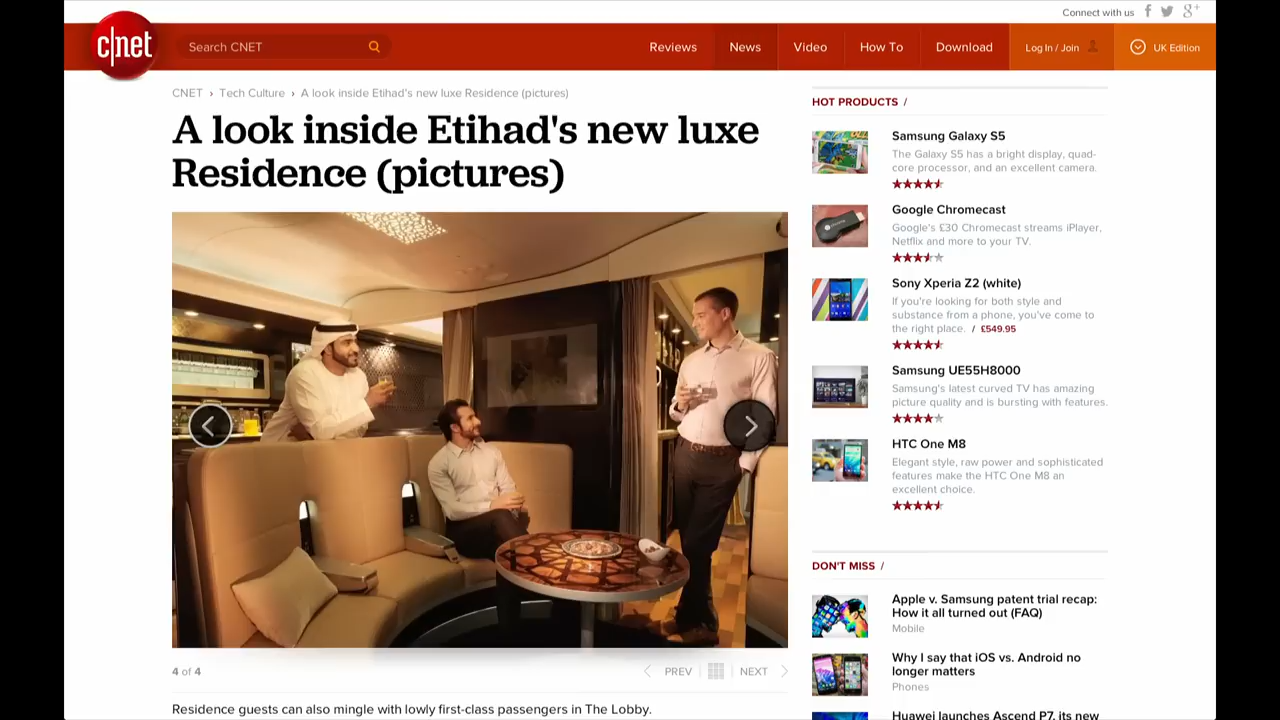 Connect with us
c|net
Search CNET
Reviews
News
Video
How To
Download
Log In / Join
UK Edition
CNET › Tech Culture › A look inside Etihad's new luxe Residence (pictures)
A look inside Etihad's new luxe
Residence (pictures)
4 of 4
PREV
NEXT
Residence guests can also mingle with lowly first-class passengers in The Lobby.
HOT PRODUCTS /
Samsung Galaxy S5
The Galaxy S5 has a bright display, quad-
core processor, and an excellent camera.
Google Chromecast
Google's £30 Chromecast streams iPlayer,
Netflix and more to your TV.
Sony Xperia Z2 (white)
If you're looking for both style and
substance from a phone, you've come to
the right place. / £549.95
Samsung UE55H8000
Samsung's latest curved TV has amazing
picture quality and is bursting with features.
HTC One M8
Elegant style, raw power and sophisticated
features make the HTC One M8 an
excellent choice.
DON'T MISS /
Apple v. Samsung patent trial recap:
How it all turned out (FAQ)
Mobile
Why I say that iOS vs. Android no
longer matters
Phones
Huawei launches Ascend P7, its new